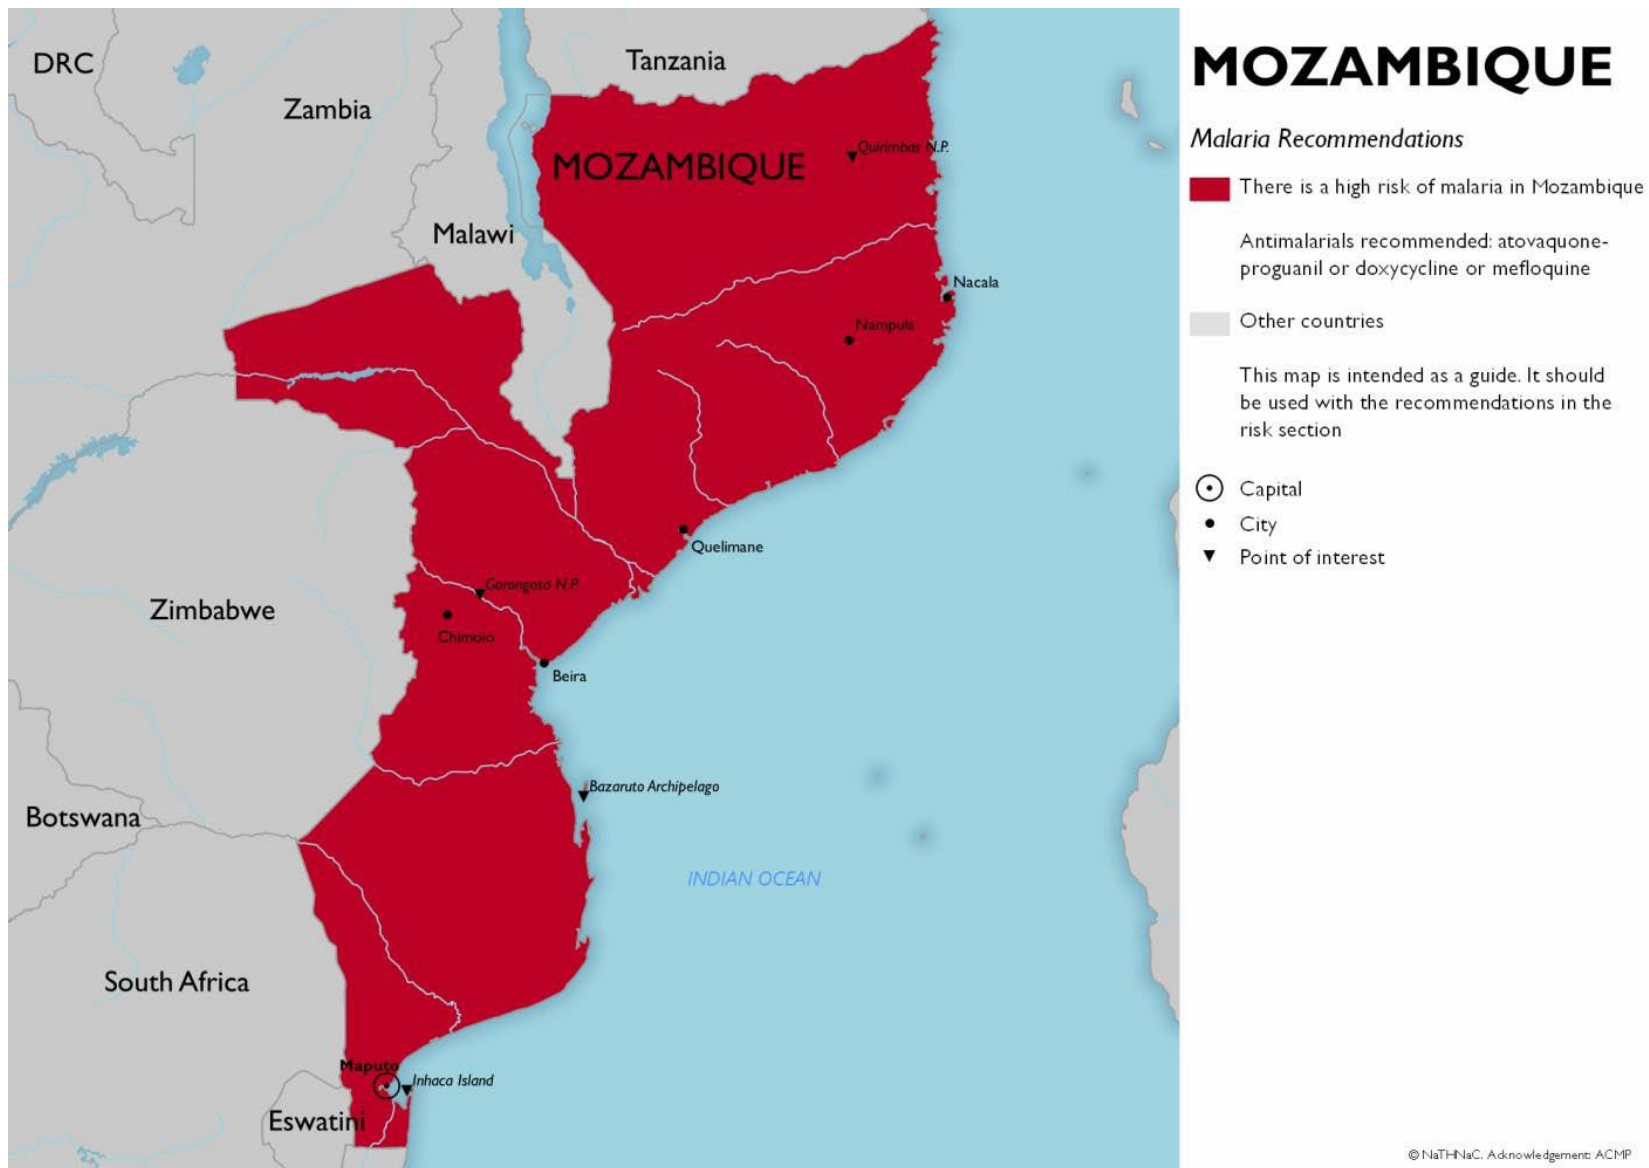 DRC
Zambia
Tanzania
MOZAMBIQUE
Quirimbas N.P.
Malawi
Nacala
Nampula
Quelimane
Gorongosa N.P.
Zimbabwe
Chimoio
Beira
Bazaruto Archipelago
Botswana
INDIAN OCEAN
South Africa
Maputo
Inhaca Island
Eswatini
MOZAMBIQUE
Malaria Recommendations
There is a high risk of malaria in Mozambique
Antimalarials recommended: atovaquone-
proguanil or doxycycline or mefloquine
Other countries
This map is intended as a guide. It should
be used with the recommendations in the
risk section
Capital
City
Point of interest
© NaTHNaC. Acknowledgement: ACMP